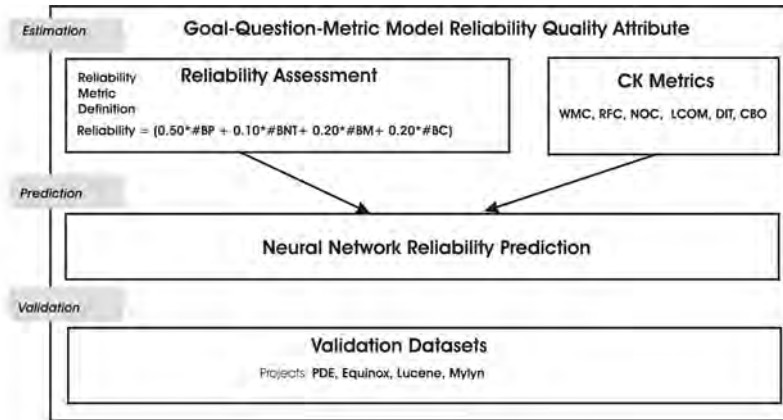 Estimation
Goal-Question-Metric Model Reliability Quality Attribute
Reliability Assessment
Reliability
Metric
Definition
Reliability = (0.50*#BP + 0.10*#BNT+ 0.20*#BM+ 0.20*#BC)
CK Metrics
WMC, RFC, NOC, LCOM, DIT, CBO
Prediction
Neural Network Reliability Prediction
Validation
Validation Datasets
Projects: PDE, Equinox, Lucene, Mylyn